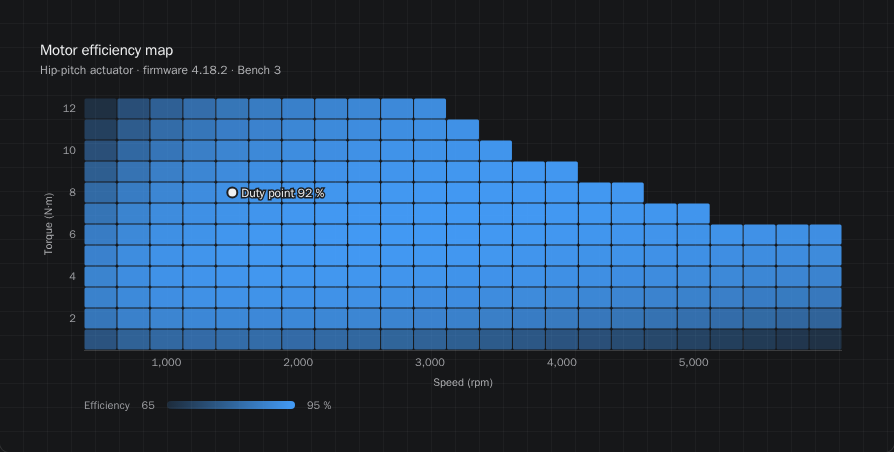 Motor efficiency map
Hip-pitch actuator · firmware 4.18.2 · Bench 3
12
10
8
6
4
2
Torque (N·m)
Duty point 92 %
1,000 2,000 3,000 4,000 5,000
Speed (rpm)
Efficiency 65 95 %